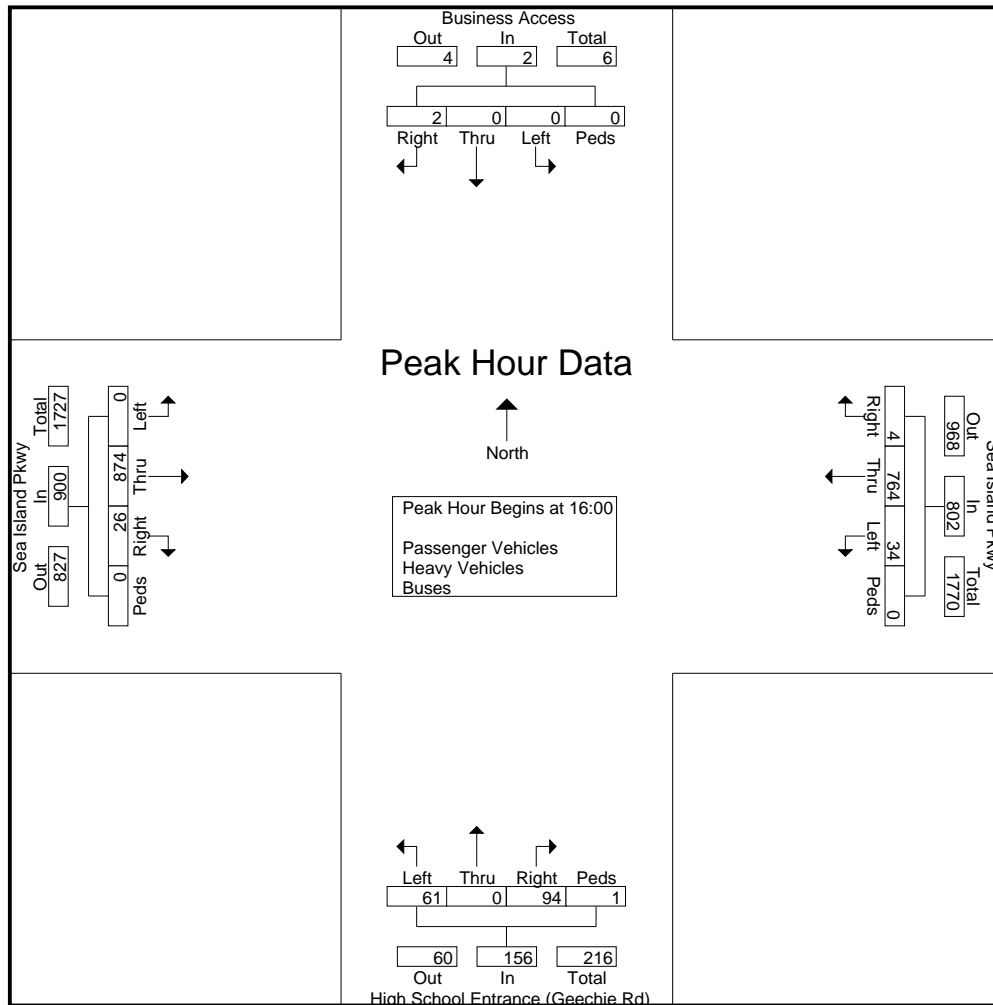 Business Access
Out In Total
4 2 6
2 0 0 0
Right Thru Left Peds
Peak Hour Data
North
Peak Hour Begins at 16:00
Passenger Vehicles
Heavy Vehicles
Buses
Sea Island Pkwy
Out In Total
827 900 1727
0 874 26 0
Left Thru Right Peds
Right Thru Left Peds
4 764 34 0
Out In Total
968 802 1770
Sea Island Pkwy
Left Thru Right Peds
61 0 94 1
60 156 216
Out In Total
High School Entrance (Geechie Rd)